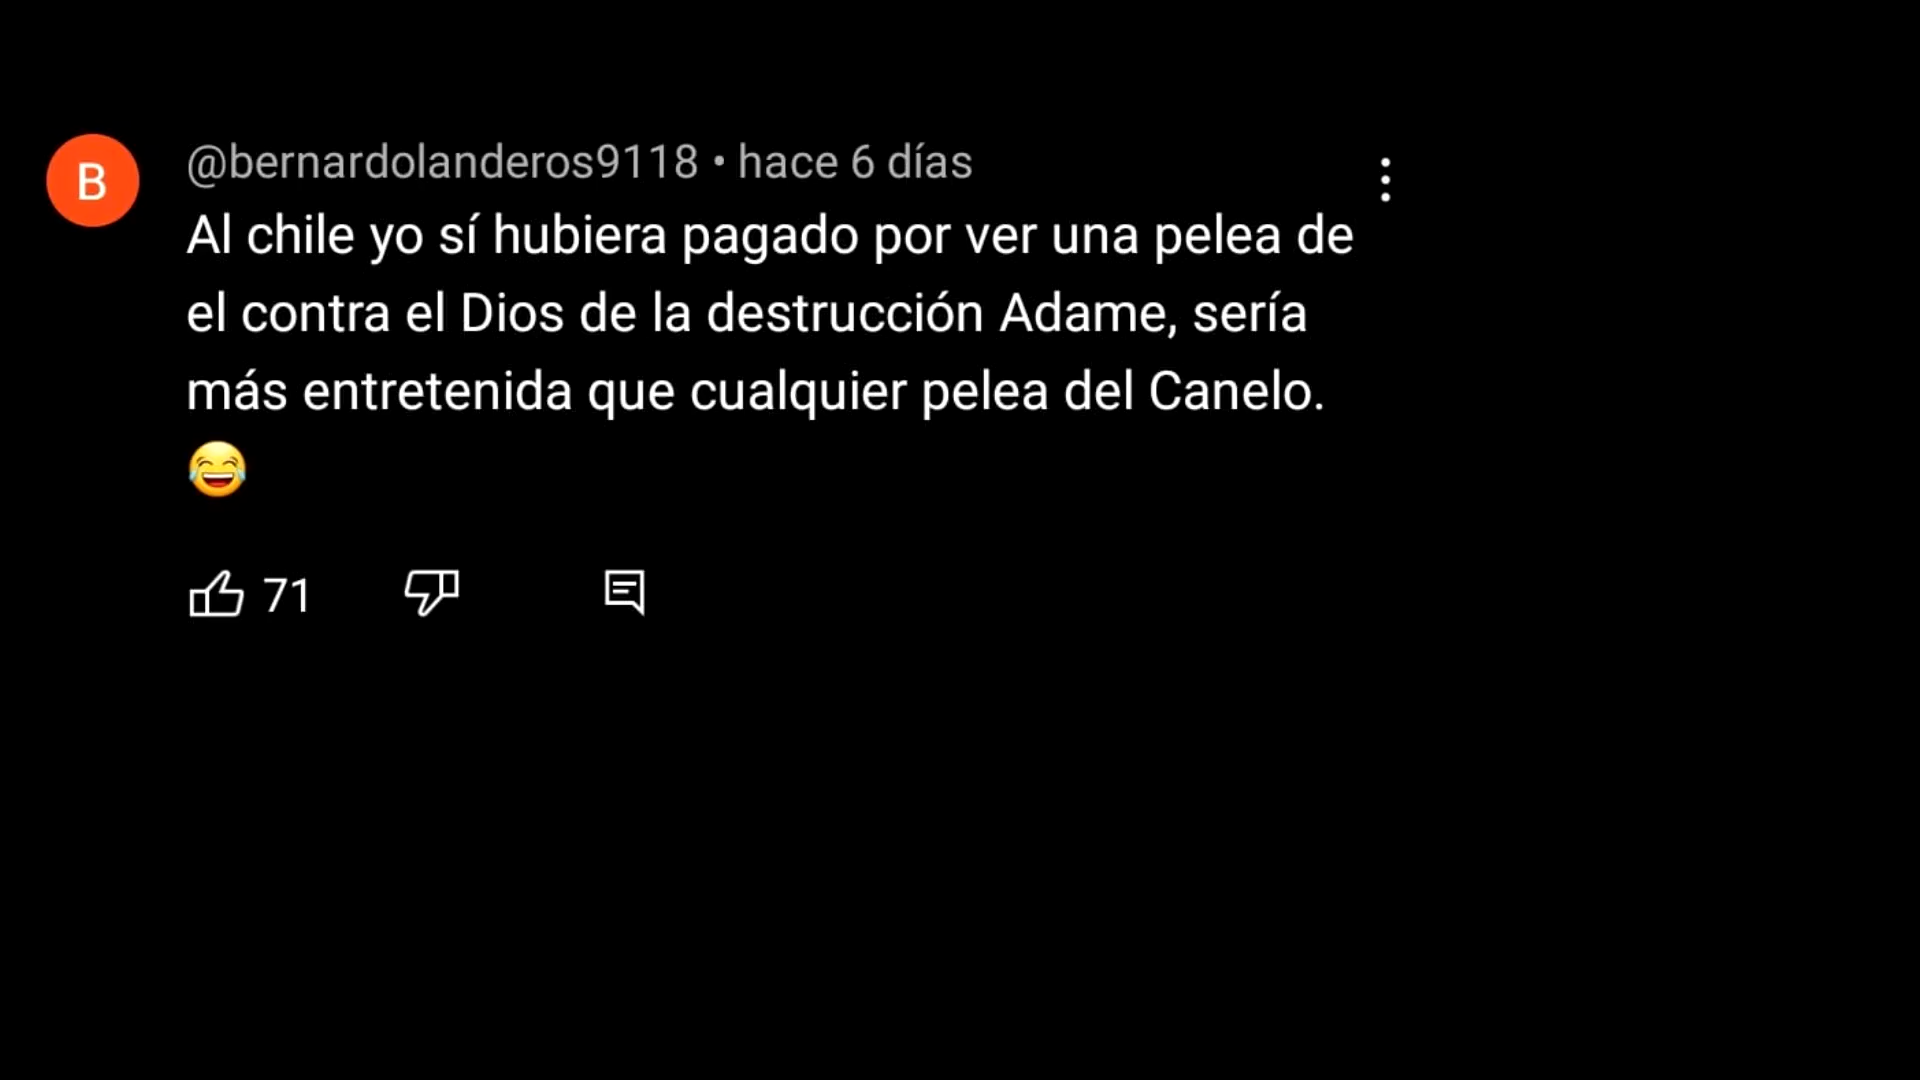 B
@bernardolanderos9118 • hace 6 días
Al chile yo sí hubiera pagado por ver una pelea de
el contra el Dios de la destrucción Adame, sería
más entretenida que cualquier pelea del Canelo.
😂
71